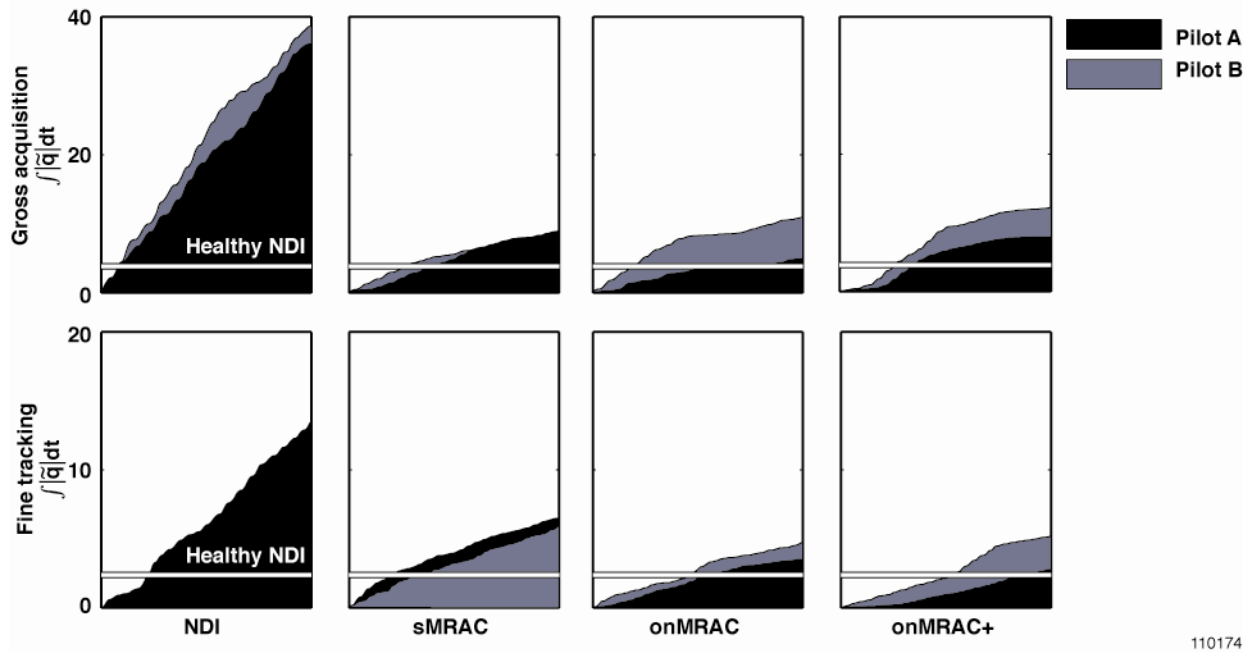 40
20
0
Gross acquisition
∫|q̃|dt
Healthy NDI
Pilot A
Pilot B
20
10
0
Fine tracking
∫|q̃|dt
Healthy NDI
NDI
sMRAC
onMRAC
onMRAC+
110174